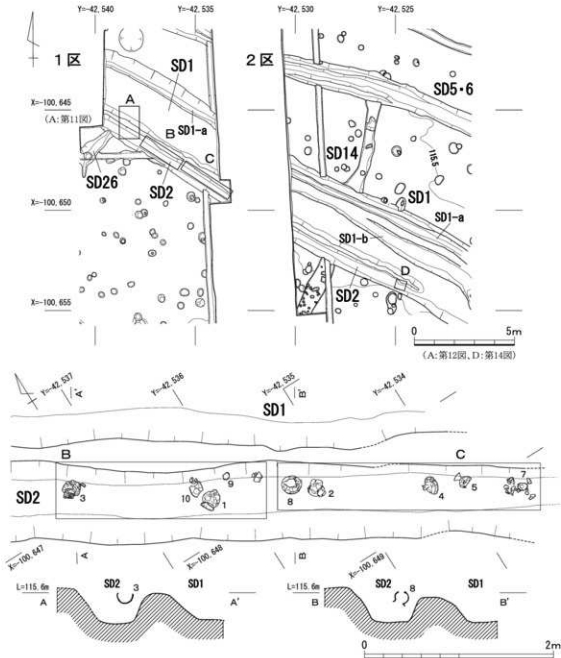 Y=-42,540
Y=-42,535
Y=-42,530
Y=-42,525
1区
2区
SD1
SD5・6
X=-100,645
A
(A:第11図)
SD1-a
B
C
SD14
115.5
SD26
SD2
SD1
X=-100,650
SD1-a
SD1-b
D
SD2
X=-100,655
0
5m
(A:第12図, D:第14図)
Y=-42,537
A'
Y=-42,536
Y=-42,535
B'
Y=-42,534
SD1
B
C
SD2
3
10
9
1
8
2
4
5
7
X=-100,647
A
X=-100,648
B
X=-100,649
L=115.6m
SD2
3
SD1
A
A'
L=115.6m
SD2
8
SD1
B
B'
0
2m